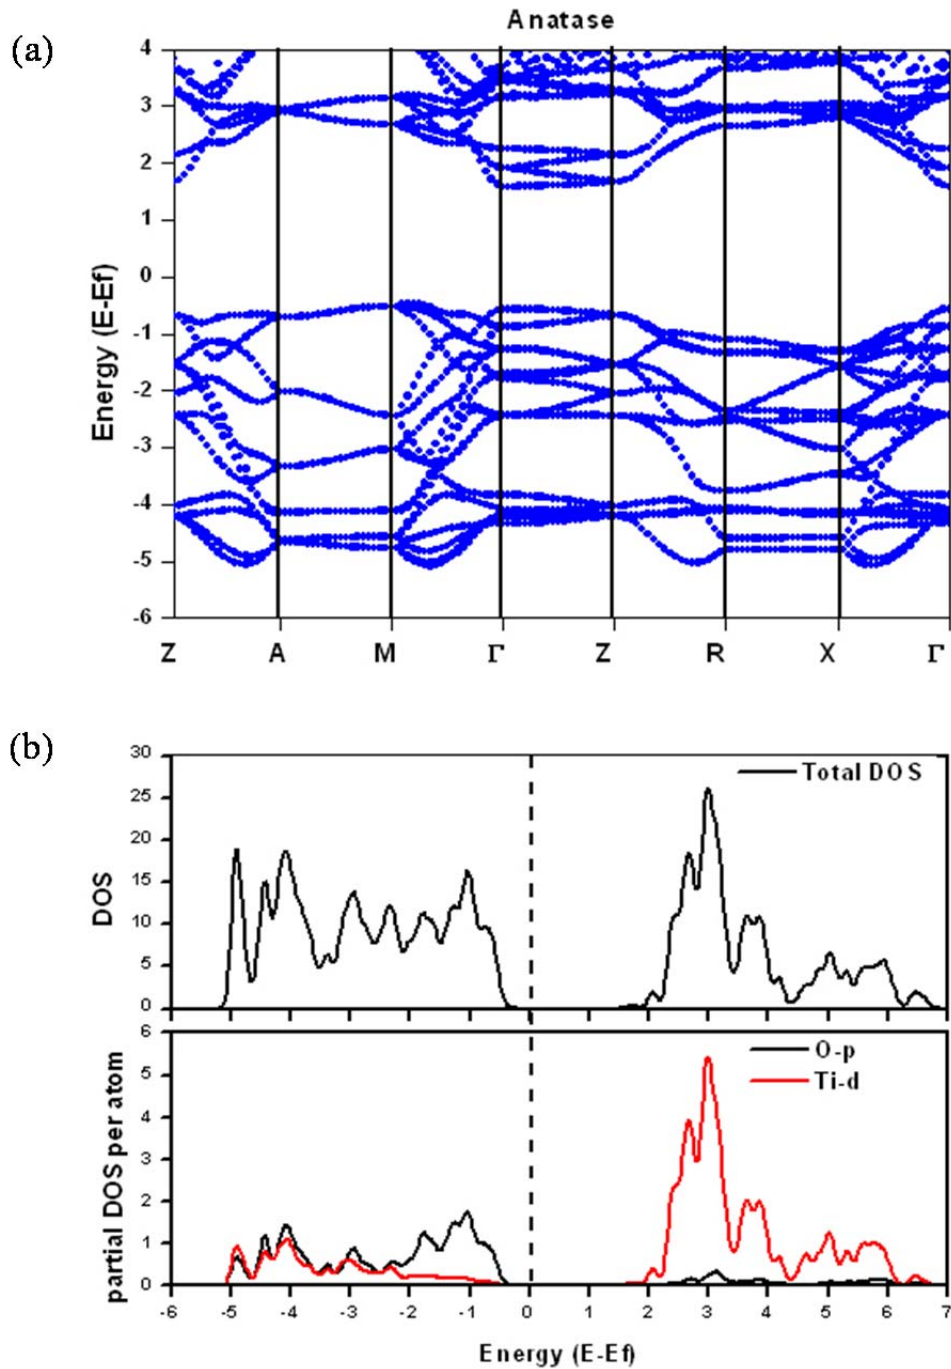 Anatase
(a)
4
3
2
1
0
-1
-2
-3
-4
-5
-6
Energy (E-Ef)
Z A M Γ Z R X Γ
(b)
30
25
20
15
10
5
0
DOS
Total DOS
6
5
4
3
2
1
0
partial DOS per atom
O-p
Ti-d
-6 -5 -4 -3 -2 -1 0 1 2 3 4 5 6 7
Energy (E-Ef)